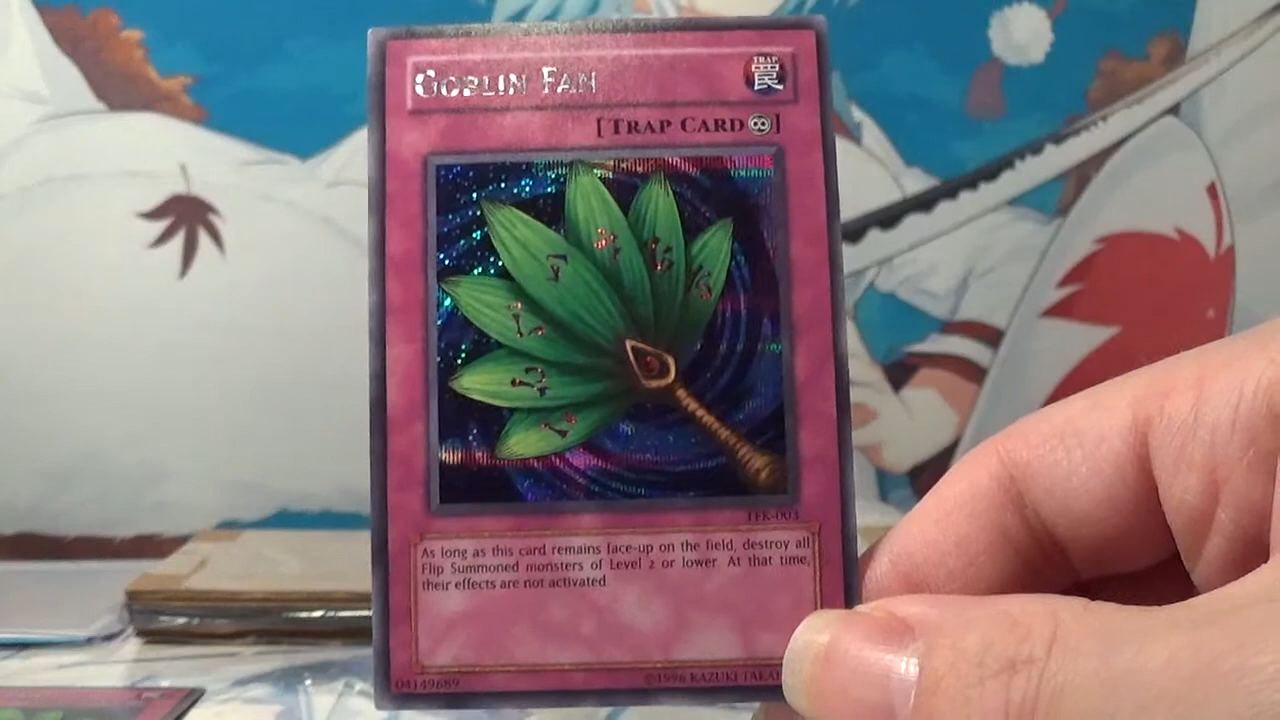 GOBLIN FAN
TRAP
罠
[TRAP CARD]
TFK-003
As long as this card remains face-up on the field, destroy all
Flip Summoned monsters of Level 2 or lower. At that time,
their effects are not activated
04149689
©1996 KAZUKI